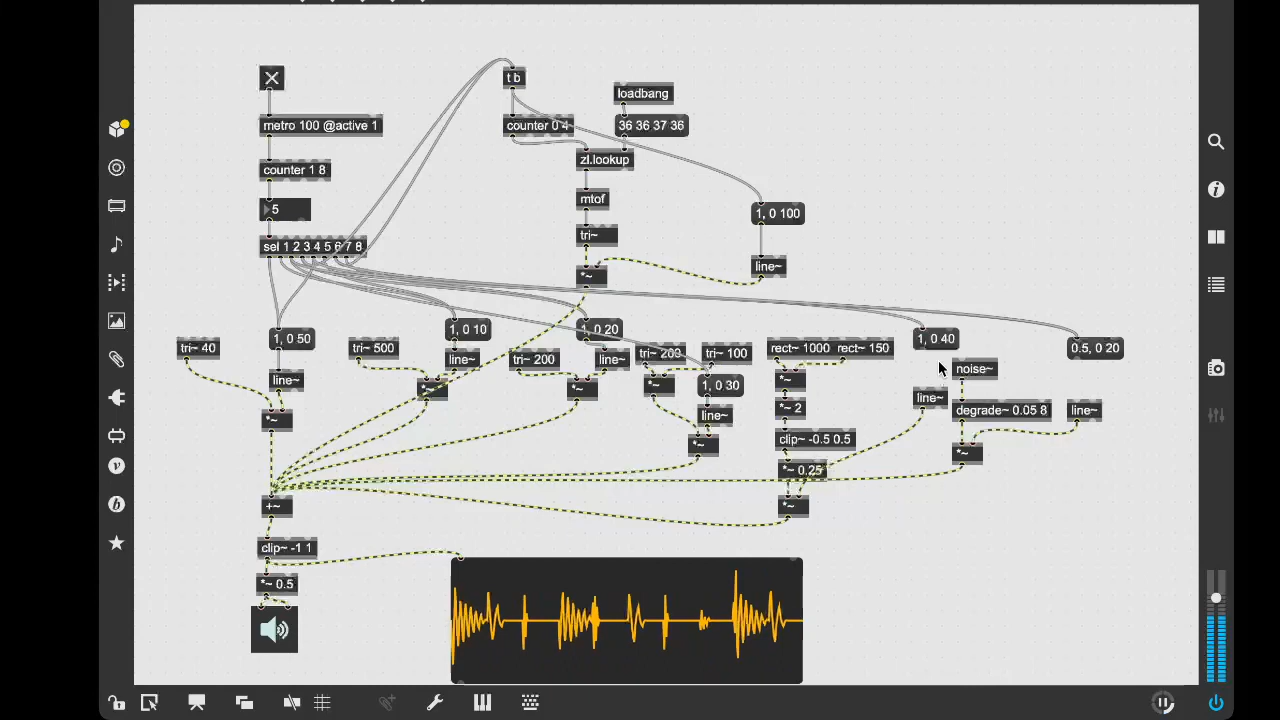 t b
loadbang
metro 100 @active 1
counter 0 4
36 36 37 36
zl.lookup
counter 1 8
mtof
5
1, 0 100
tri~
sel 1 2 3 4 5 6 7 8
line~
*~
1, 0 50
1, 0 10
1, 0 20
1, 0 40
0.5, 0 20
tri~ 40
tri~ 500
line~
tri~ 200
line~
tri~ 200
tri~ 100
rect~ 1000
rect~ 150
noise~
line~
*~
*~
*~
1, 0 30
*~
line~
*~ 2
degrade~ 0.05 8
line~
*~
line~
clip~ -0.5 0.5
*~
*~
*~ 0.25
+~
*~
clip~ -1 1
*~ 0.5